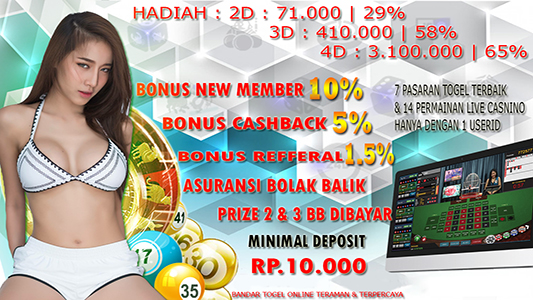 HADIAH : 2D : 71.000 | 29%
3D : 410.000 | 58%
4D : 3.100.000 | 65%
BONUS NEW MEMBER 10%
BONUS CASHBACK 5%
BONUS REFFERAL 1.5%
ASURANSI BOLAK BALIK
PRIZE 2 & 3 BB DIBAYAR
MINIMAL DEPOSIT
RP.10.000
7 PASARAN TOGEL TERBAIK
& 14 PERMAINAN LIVE CASNINO
HANYA DENGAN 1 USERID
41
17
35
BANDAR TOGEL ONLINE TERAMAN & TERPERCAYA